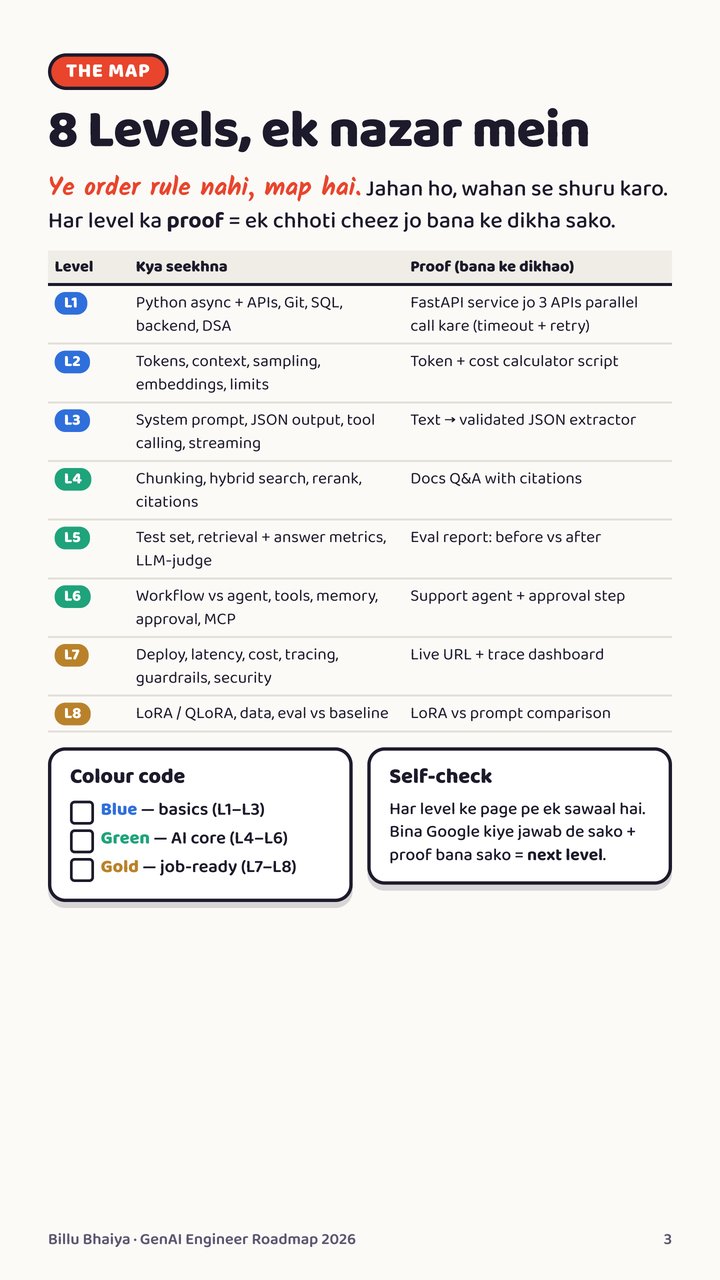 THE MAP
8 Levels, ek nazar mein
Ye order rule nahi, map hai. Jahan ho, wahan se shuru karo.
Har level ka proof = ek chhoti cheez jo bana ke dikha sako.
Level Kya seekhna Proof (bana ke dikhao)
L1 Python async + APIs, Git, SQL, FastAPI service jo 3 APIs parallel
backend, DSA call kare (timeout + retry)
L2 Tokens, context, sampling, Token + cost calculator script
embeddings, limits
L3 System prompt, JSON output, tool Text → validated JSON extractor
calling, streaming
L4 Chunking, hybrid search, rerank, Docs Q&A with citations
citations
L5 Test set, retrieval + answer metrics, Eval report: before vs after
LLM-judge
L6 Workflow vs agent, tools, memory, Support agent + approval step
approval, MCP
L7 Deploy, latency, cost, tracing, Live URL + trace dashboard
guardrails, security
L8 LoRA / QLoRA, data, eval vs baseline LoRA vs prompt comparison
Colour code
Blue — basics (L1–L3)
Green — AI core (L4–L6)
Gold — job-ready (L7–L8)
Self-check
Har level ke page pe ek sawaal hai.
Bina Google kiye jawab de sako +
proof bana sako = next level.
Billu Bhaiya · GenAI Engineer Roadmap 2026 3